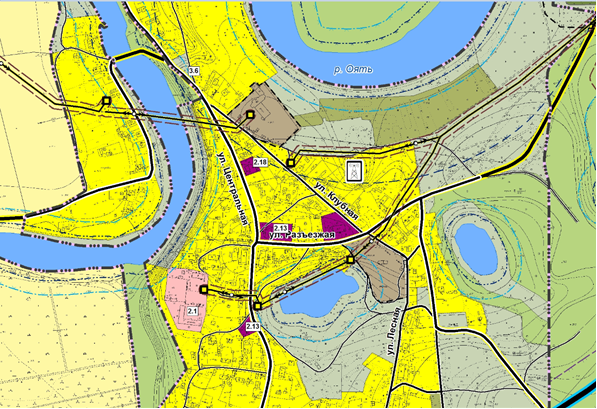 р. Оять
3.6
2.18
ул. Центральная
ул. Клубная
2.13
ул. Разъезжая
2.1
2.13
ул. Лесная